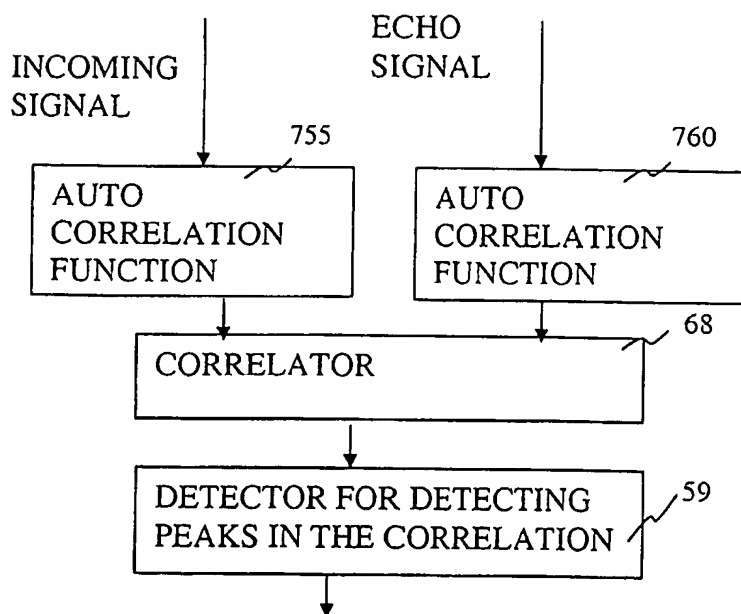 INCOMING
SIGNAL
ECHO
SIGNAL
755
760
AUTO
CORRELATION
FUNCTION
AUTO
CORRELATION
FUNCTION
68
CORRELATOR
59
DETECTOR FOR DETECTING
PEAKS IN THE CORRELATION